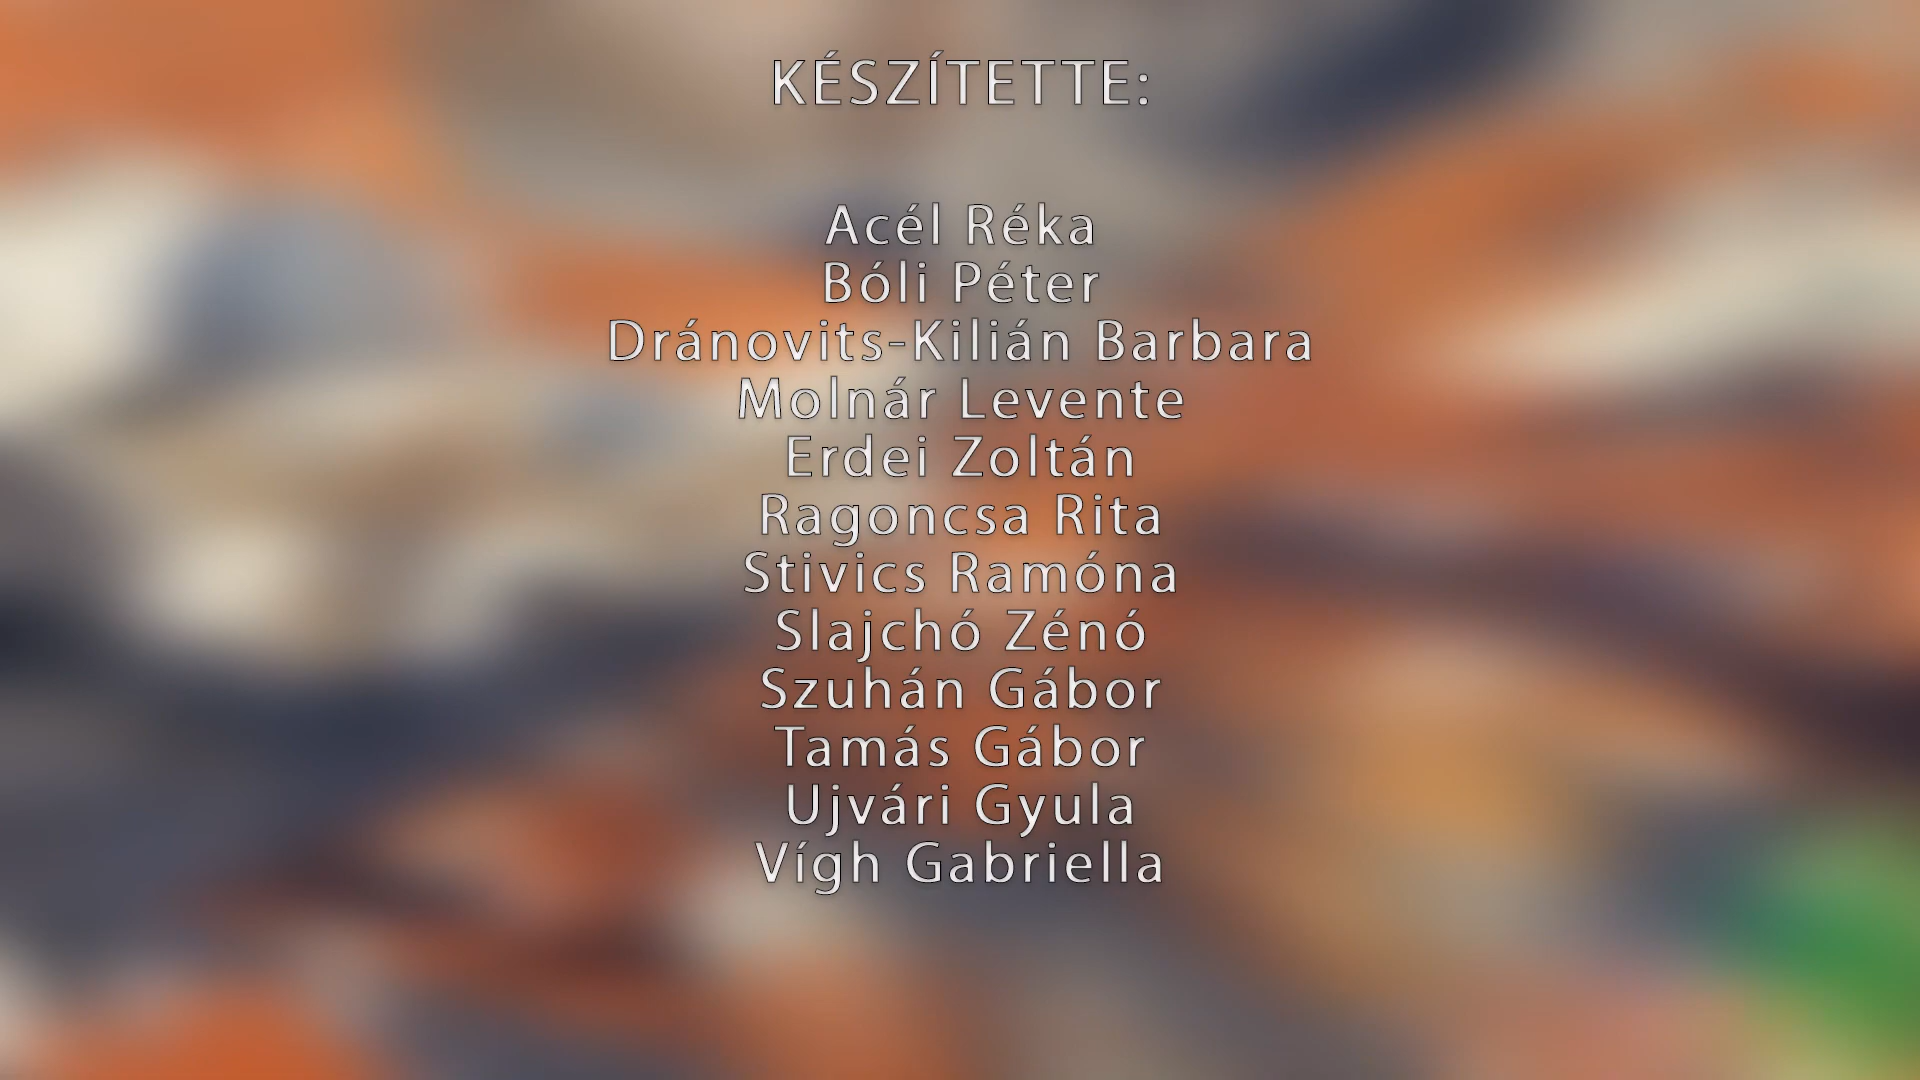 KÉSZÍTETTE:
Acél Réka
Bóli Péter
Dránovits-Kilián Barbara
Molnár Levente
Erdei Zoltán
Ragoncsa Rita
Stivics Ramóna
Slajchó Zénó
Szuhán Gábor
Tamás Gábor
Ujvári Gyula
Vígh Gabriella